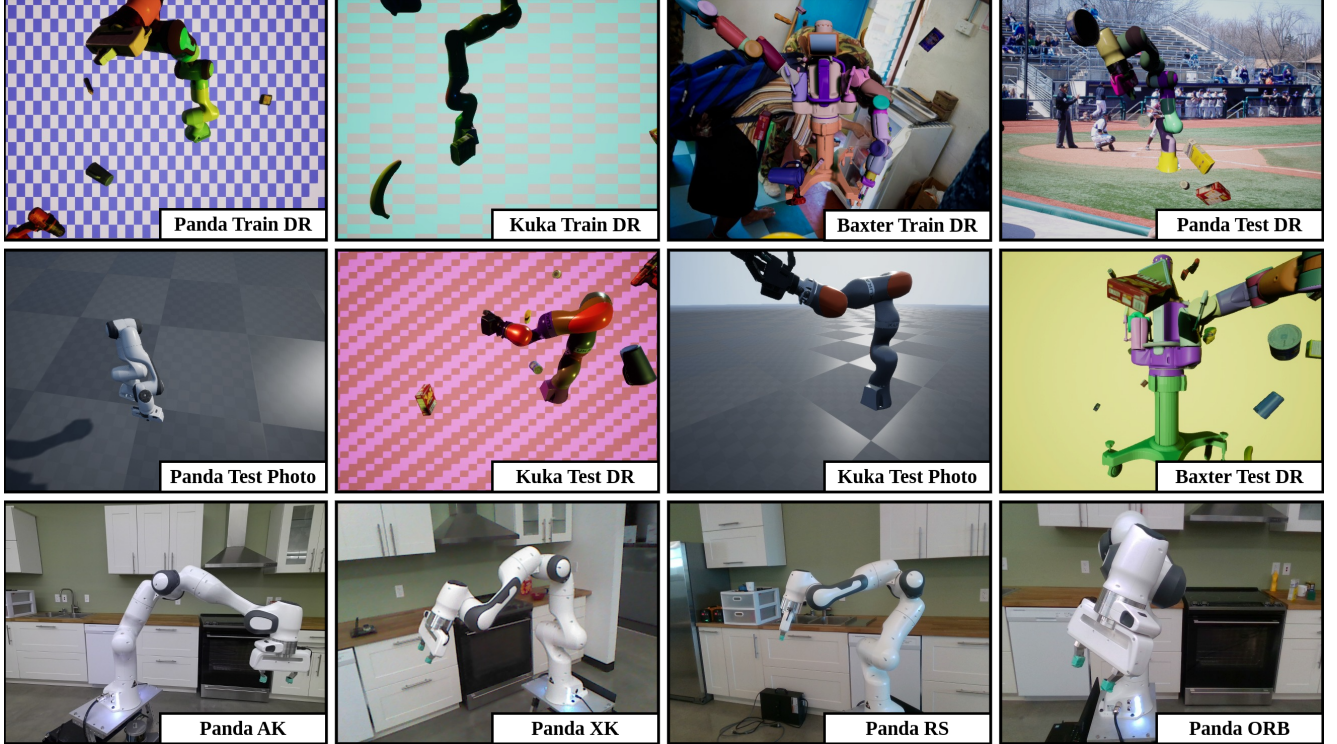 Panda Train DR
Kuka Train DR
Baxter Train DR
Panda Test DR
Panda Test Photo
Kuka Test DR
Kuka Test Photo
Baxter Test DR
Panda AK
Panda XK
Panda RS
Panda ORB